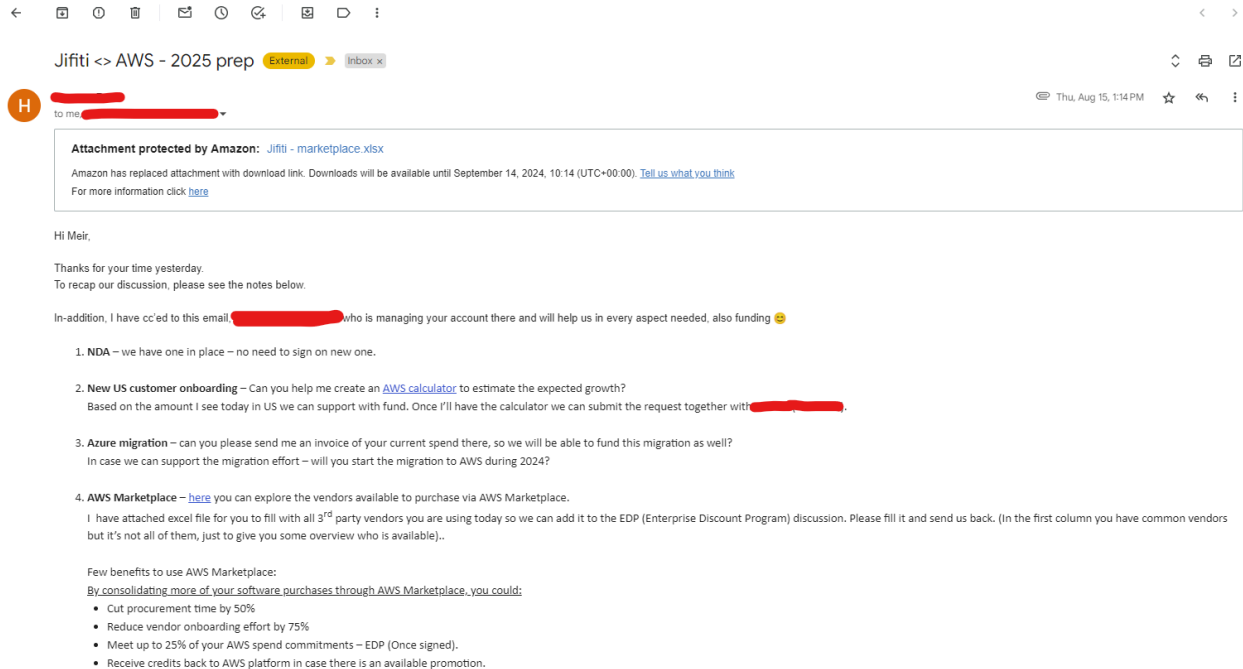 Jifiti <> AWS - 2025 prep External Inbox x
H
Thu, Aug 15, 1:14 PM
to me,
Attachment protected by Amazon: Jifiti - marketplace.xlsx
Amazon has replaced attachment with download link. Downloads will be available until September 14, 2024, 10:14 (UTC+00:00). Tell us what you think
For more information click here
Hi Meir,
Thanks for your time yesterday.
To recap our discussion, please see the notes below.
In-addition, I have cc'ed to this email, who is managing your account there and will help us in every aspect needed, also funding 😊
1. NDA – we have one in place – no need to sign on new one.
2. New US customer onboarding – Can you help me create an AWS calculator to estimate the expected growth?
Based on the amount I see today in US we can support with fund. Once I'll have the calculator we can submit the request together with .
3. Azure migration – can you please send me an invoice of your current spend there, so we will be able to fund this migration as well?
In case we can support the migration effort – will you start the migration to AWS during 2024?
4. AWS Marketplace – here you can explore the vendors available to purchase via AWS Marketplace.
I have attached excel file for you to fill with all 3rd party vendors you are using today so we can add it to the EDP (Enterprise Discount Program) discussion. Please fill it and send us back. (In the first column you have common vendors
but it's not all of them, just to give you some overview who is available)..
Few benefits to use AWS Marketplace:
By consolidating more of your software purchases through AWS Marketplace, you could:
• Cut procurement time by 50%
• Reduce vendor onboarding effort by 75%
• Meet up to 25% of your AWS spend commitments – EDP (Once signed).
• Receive credits back to AWS platform in case there is an available promotion.